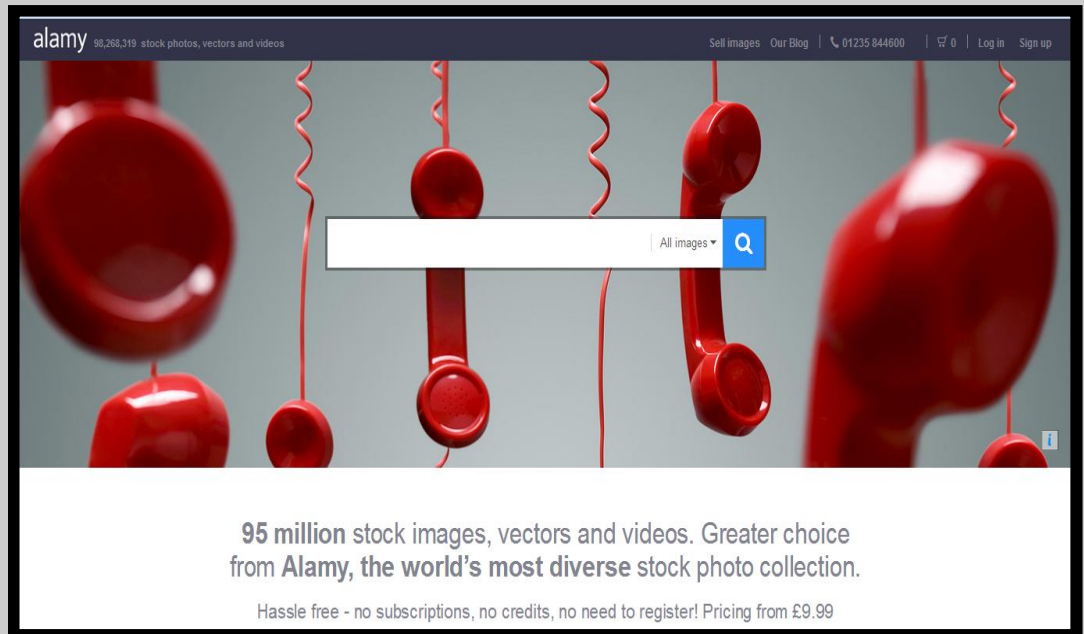 alamy 98,268,319 stock photos, vectors and videos Sell images Our Blog 01235 844600 0 Log in Sign up
All images
i
95 million stock images, vectors and videos. Greater choice
from Alamy, the world's most diverse stock photo collection.
Hassle free - no subscriptions, no credits, no need to register! Pricing from £9.99